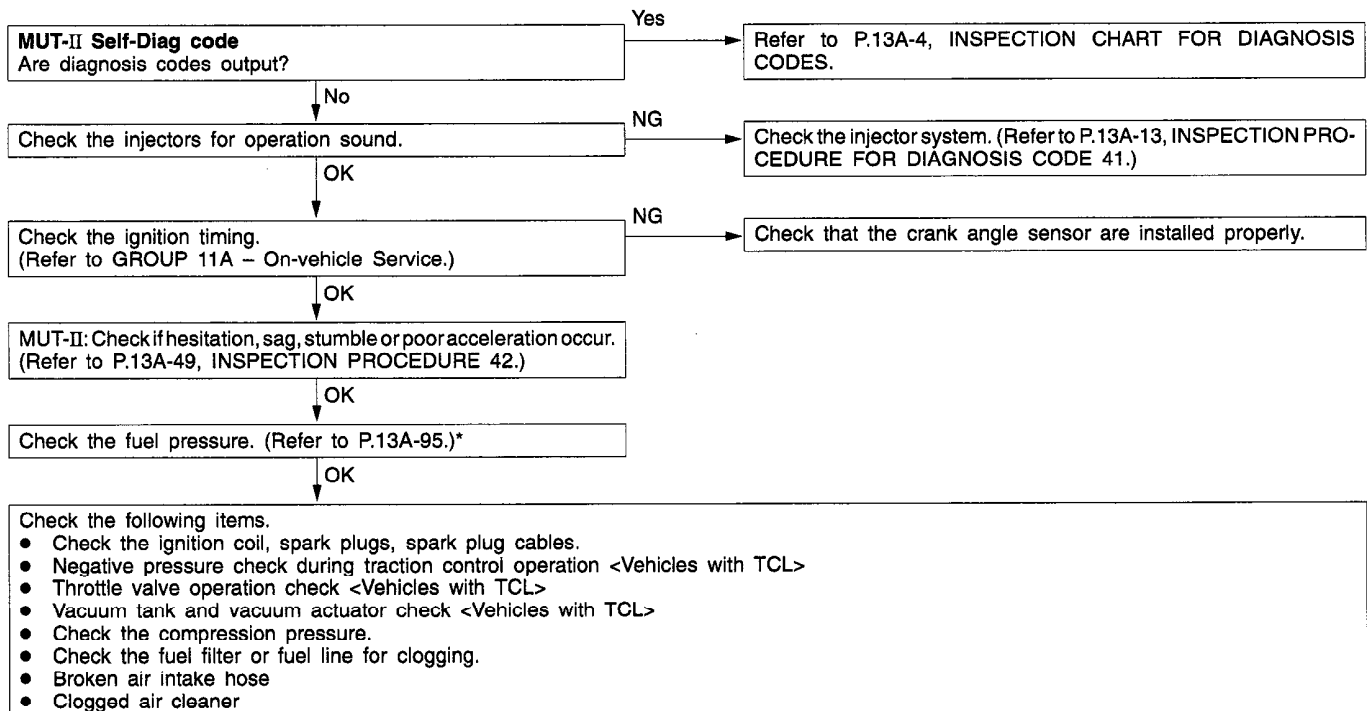 MUT-II Self-Diag code
Are diagnosis codes output?
Yes
Refer to P.13A-4, INSPECTION CHART FOR DIAGNOSIS
CODES.
No
Check the injectors for operation sound.
NG
Check the injector system. (Refer to P.13A-13, INSPECTION PRO-
CEDURE FOR DIAGNOSIS CODE 41.)
OK
Check the ignition timing.
(Refer to GROUP 11A – On-vehicle Service.)
NG
Check that the crank angle sensor are installed properly.
OK
MUT-II: Check if hesitation, sag, stumble or poor acceleration occur.
(Refer to P.13A-49, INSPECTION PROCEDURE 42.)
OK
Check the fuel pressure. (Refer to P.13A-95.)*
OK
Check the following items.
● Check the ignition coil, spark plugs, spark plug cables.
● Negative pressure check during traction control operation <Vehicles with TCL>
● Throttle valve operation check <Vehicles with TCL>
● Vacuum tank and vacuum actuator check <Vehicles with TCL>
● Check the compression pressure.
● Check the fuel filter or fuel line for clogging.
● Broken air intake hose
● Clogged air cleaner